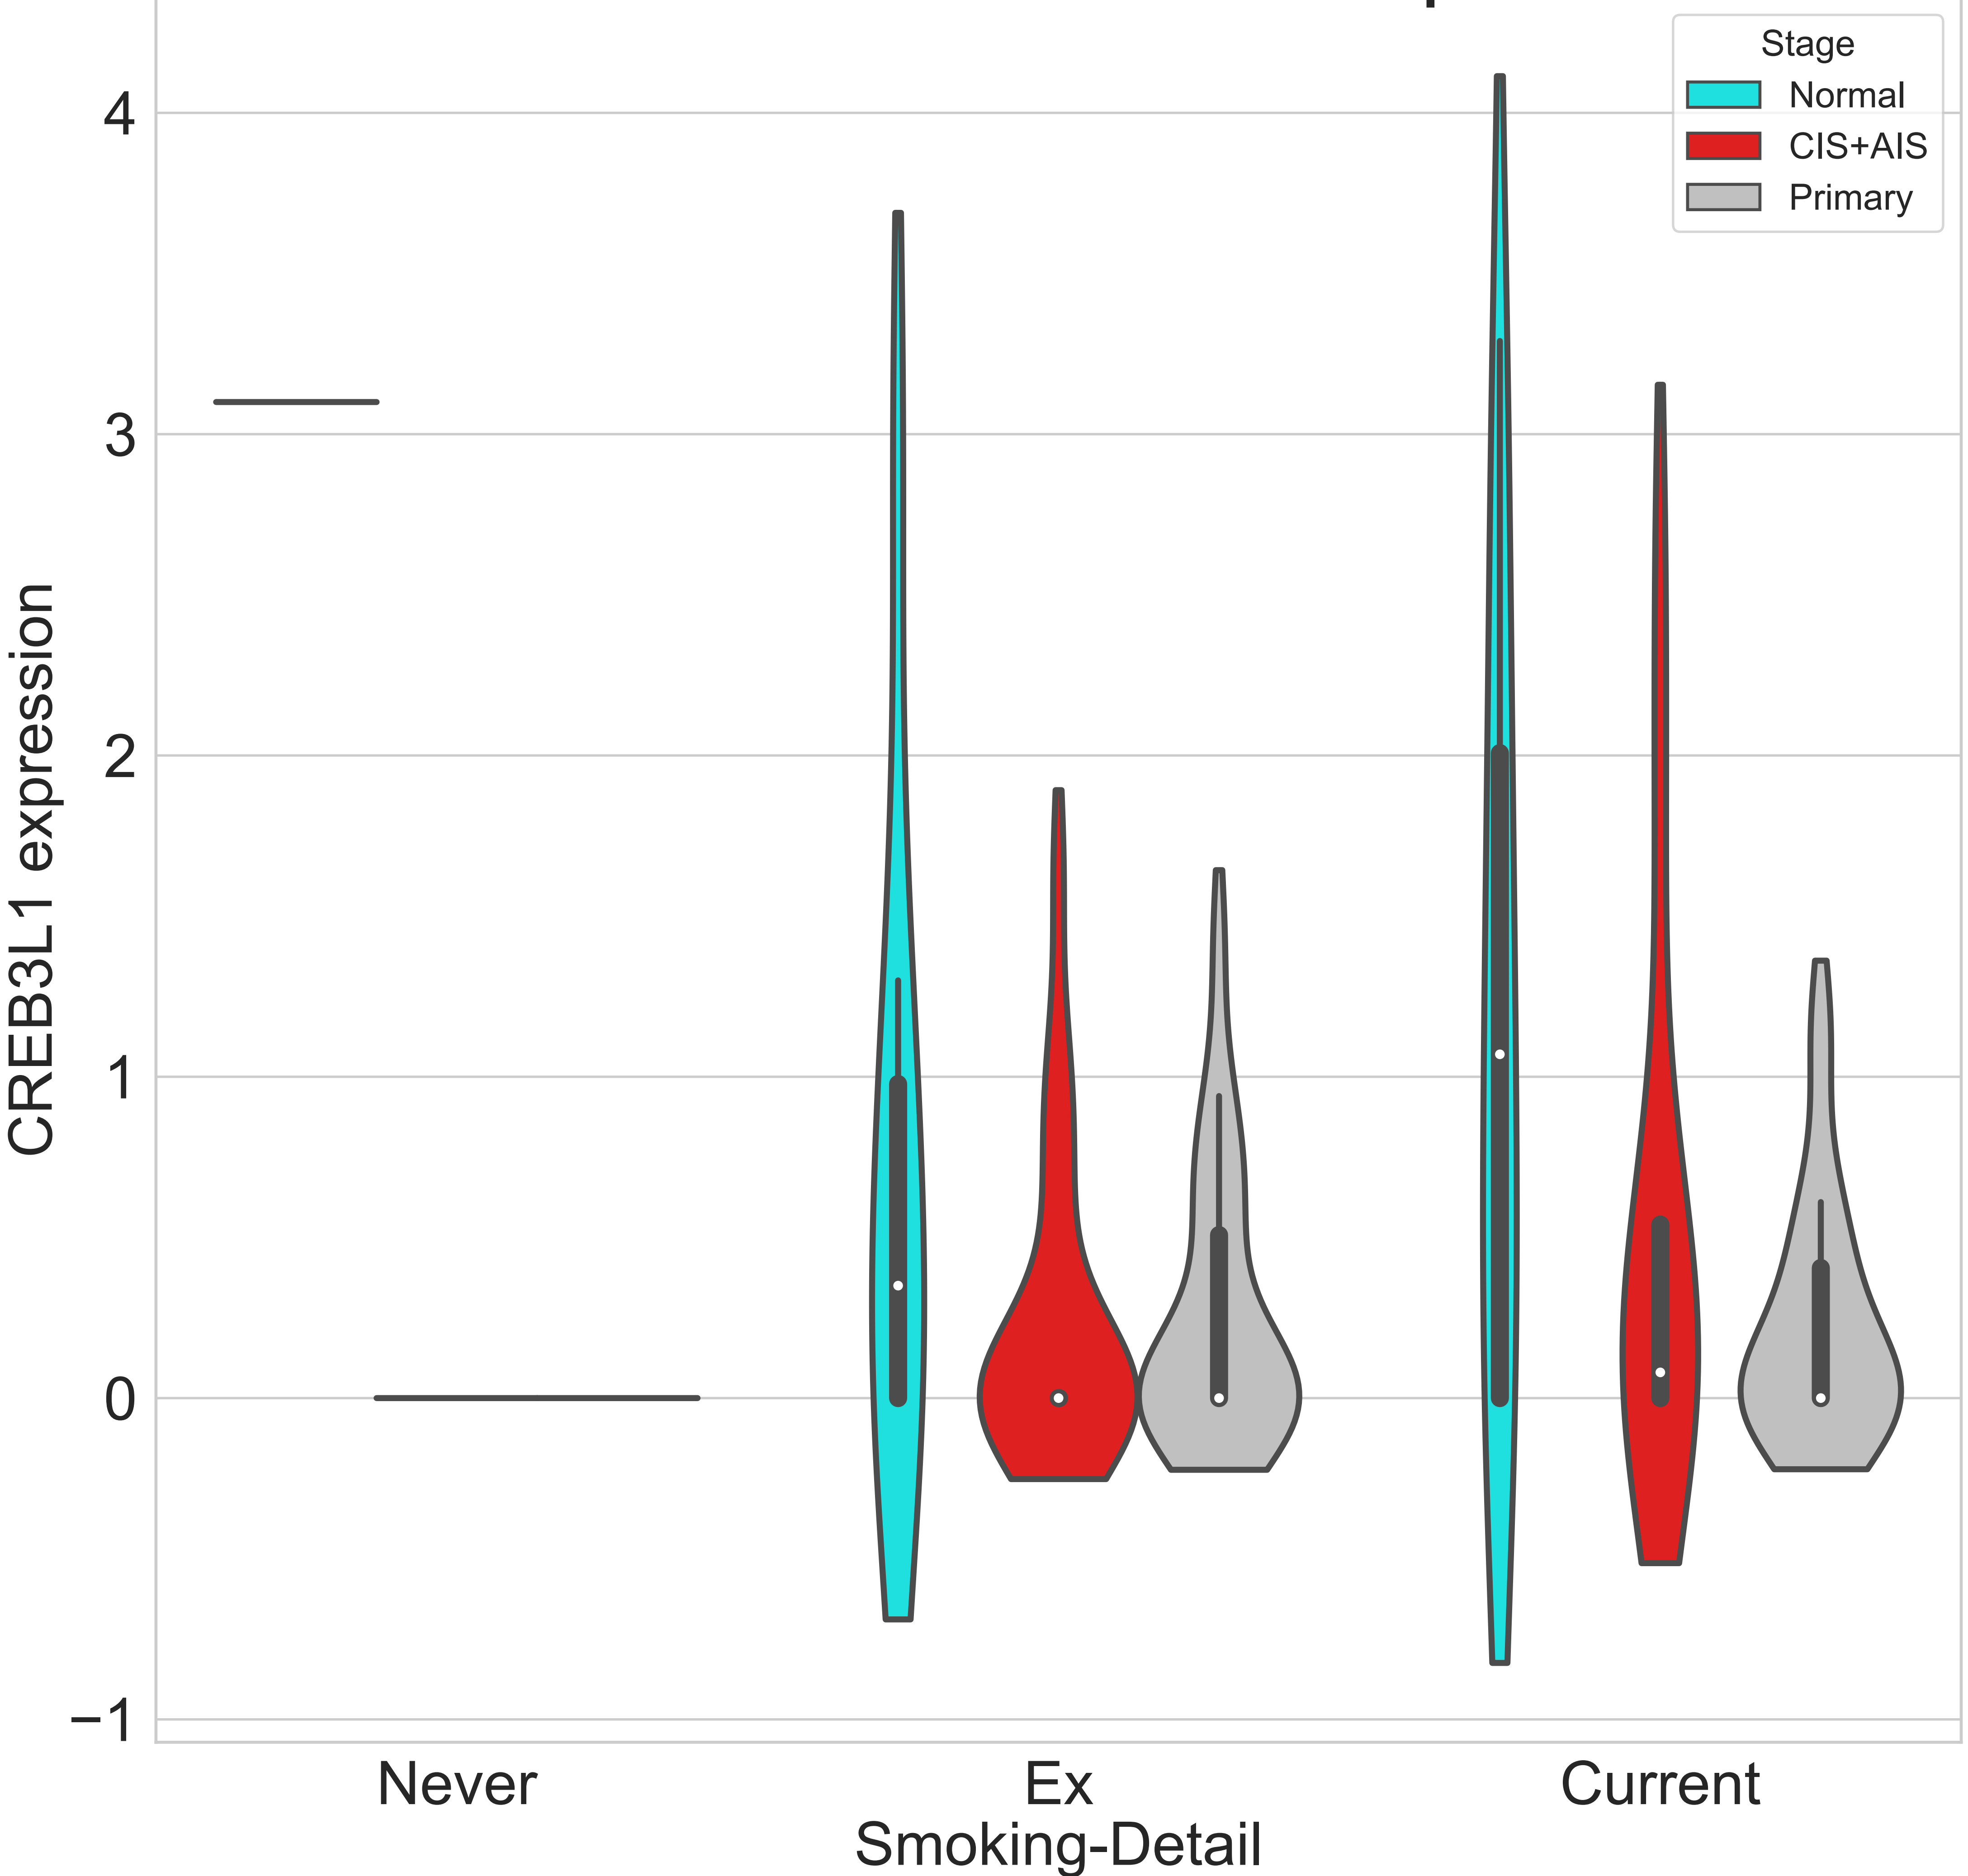 Stage
Normal
CIS+AIS
Primary
4
3
2
1
0
−1
CREB3L1 expression
Never
Ex
Current
Smoking-Detail